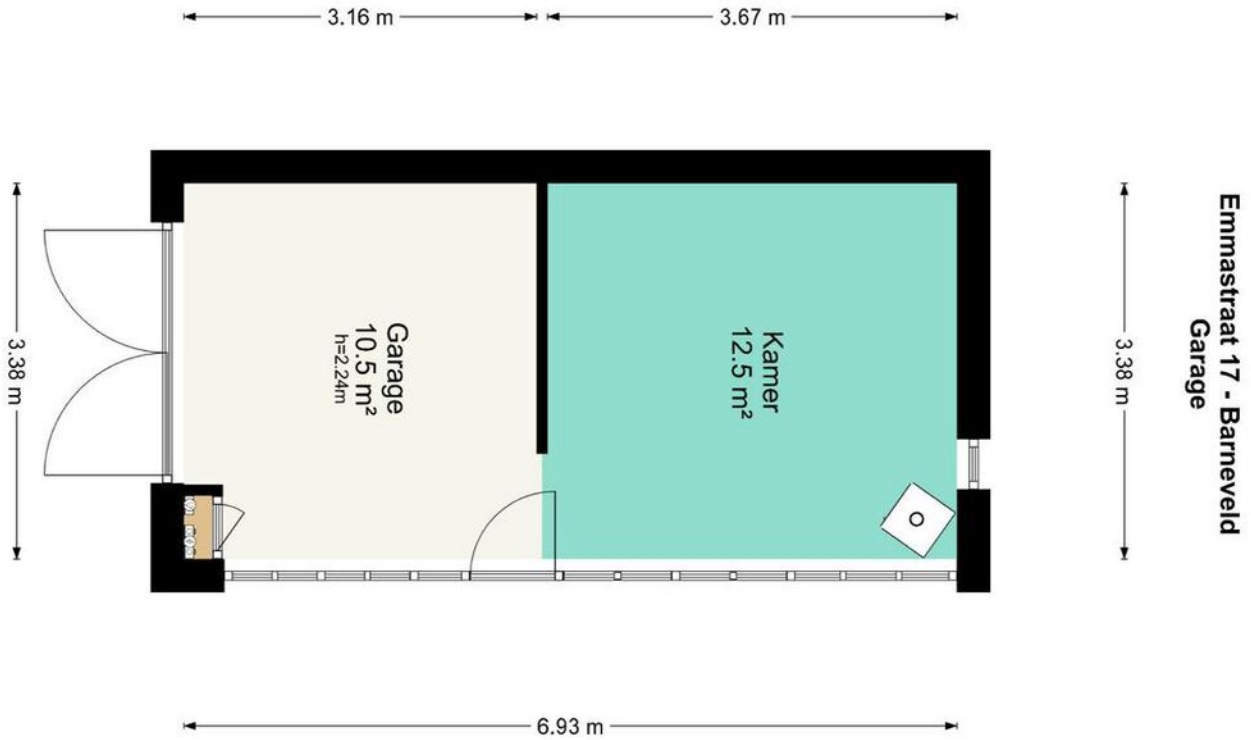 3.16 m
3.67 m
3.38 m
Garage
10.5 m²
h=2.24m
Kamer
12.5 m²
3.38 m
Emmastraat 17 - Barneveld
Garage
6.93 m